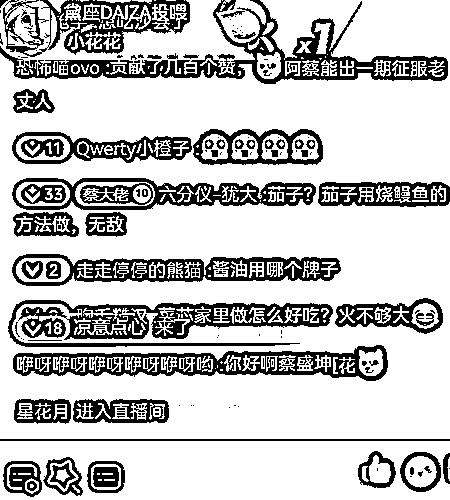 黛座DAIZA投喂
小花花
x1
恐怖喵ovo:贡献了几百个赞，阿蔡能出一期征服老
丈人
11 Qwerty小橙子:
33 蔡大佬 10 六分仪-犹大:茄子？茄子用烧鳗鱼的
方法做，无敌
2 走走停停的熊猫:酱油用哪个牌子
菜苔家里做怎么好吃？火不够大
18 凉意点心 来了
咿呀咿呀咿呀咿呀咿呀哟:你好啊蔡盛坤[花
星花月 进入直播间